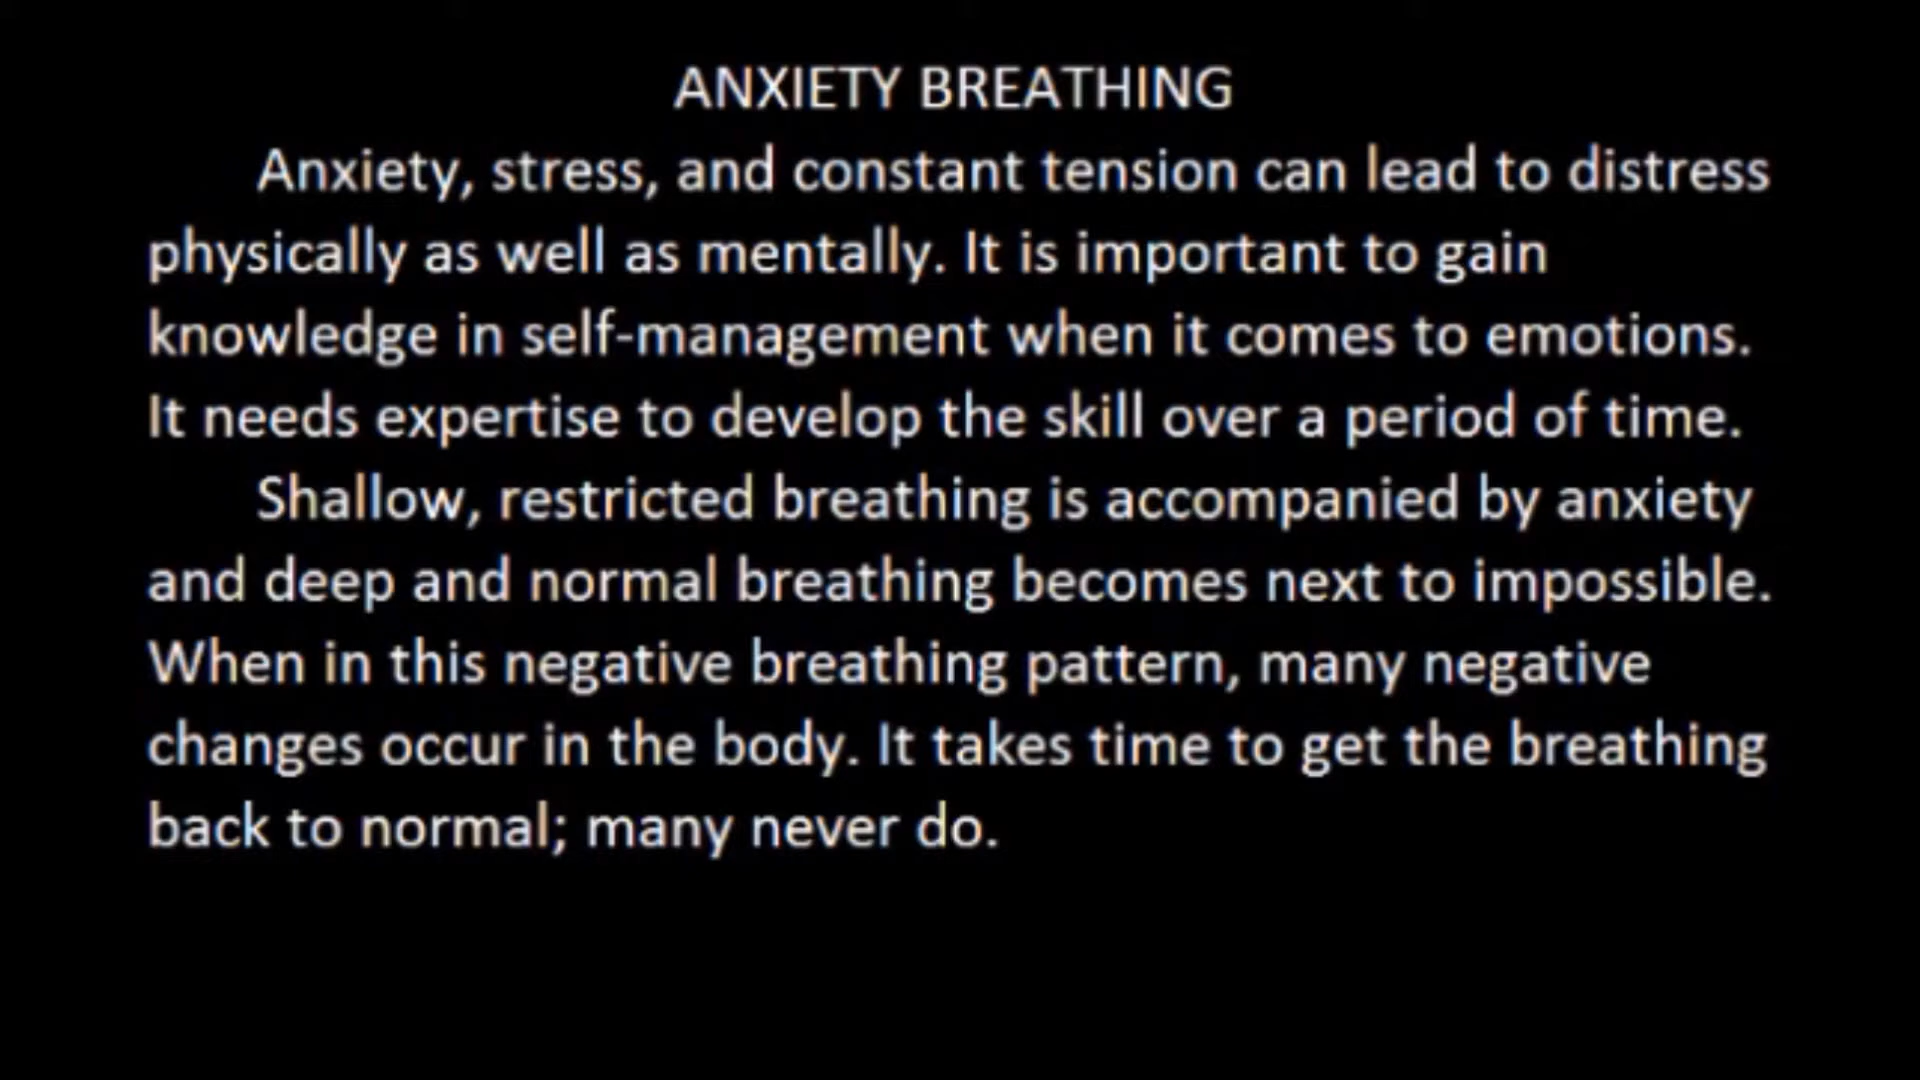 ANXIETY BREATHING
Anxiety, stress, and constant tension can lead to distress
physically as well as mentally. It is important to gain
knowledge in self-management when it comes to emotions.
It needs expertise to develop the skill over a period of time.
Shallow, restricted breathing is accompanied by anxiety
and deep and normal breathing becomes next to impossible.
When in this negative breathing pattern, many negative
changes occur in the body. It takes time to get the breathing
back to normal; many never do.